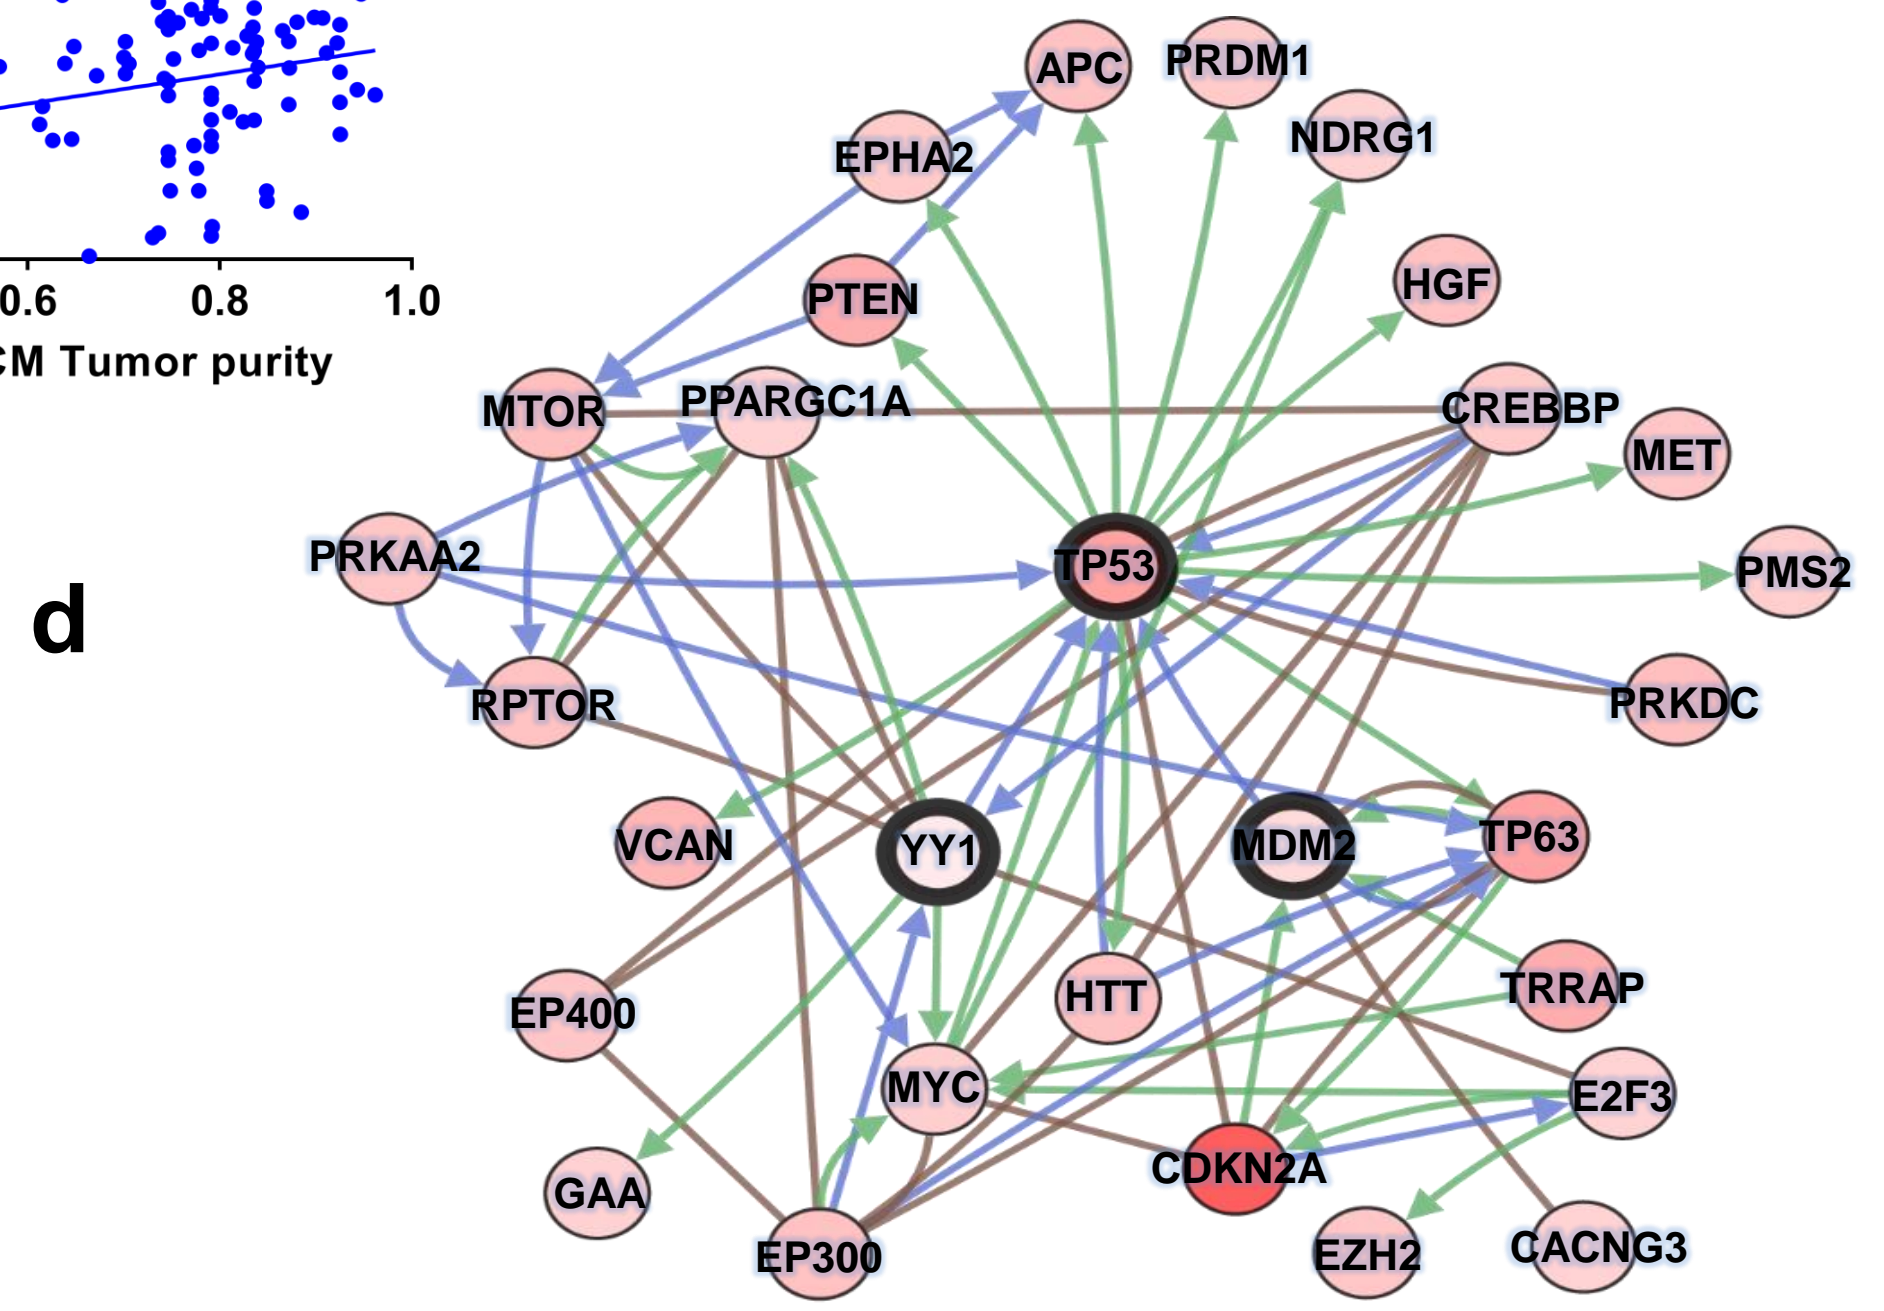 0.6 0.8 1.0
CM Tumor purity
d
APC
PRDM1
NDRG1
EPHA2
HGF
PTEN
MTOR
PPARGC1A
CREBBP
MET
PRKAA2
TP53
PMS2
RPTOR
PRKDC
VCAN
YY1
MDM2
TP63
EP400
HTT
TRRAP
MYC
E2F3
GAA
CDKN2A
EP300
EZH2
CACNG3